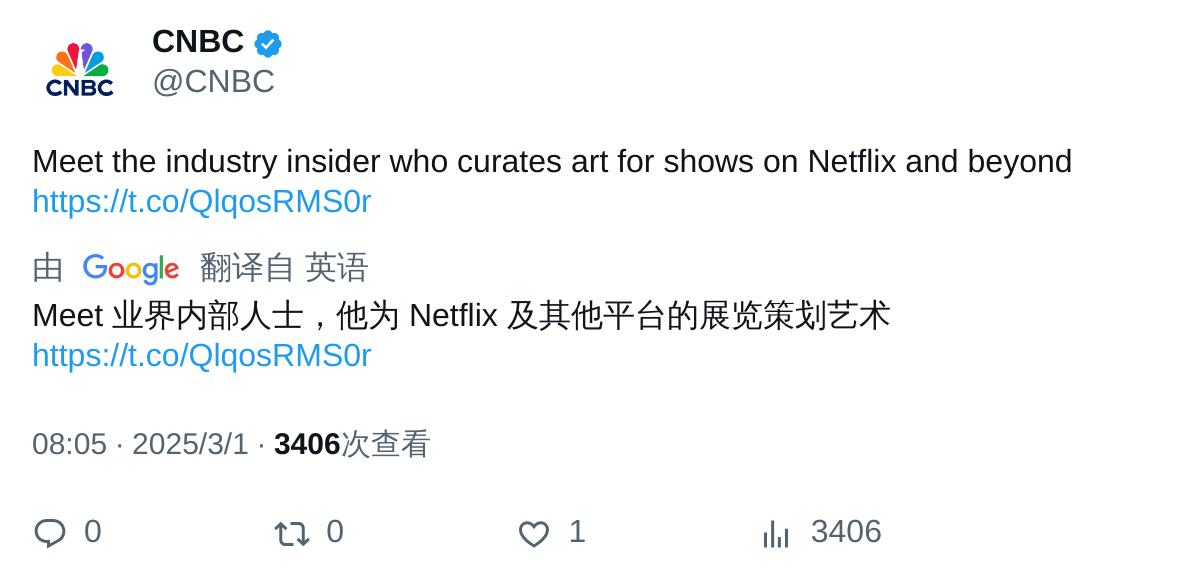 CNBC
CNBC
@CNBC
Meet the industry insider who curates art for shows on Netflix and beyond
https://t.co/QlqosRMS0r
由 Google 翻译自 英语
Meet 业界内部人士，他为 Netflix 及其他平台的展览策划艺术
https://t.co/QlqosRMS0r
08:05 · 2025/3/1 · 3406次查看
0 0 1 3406